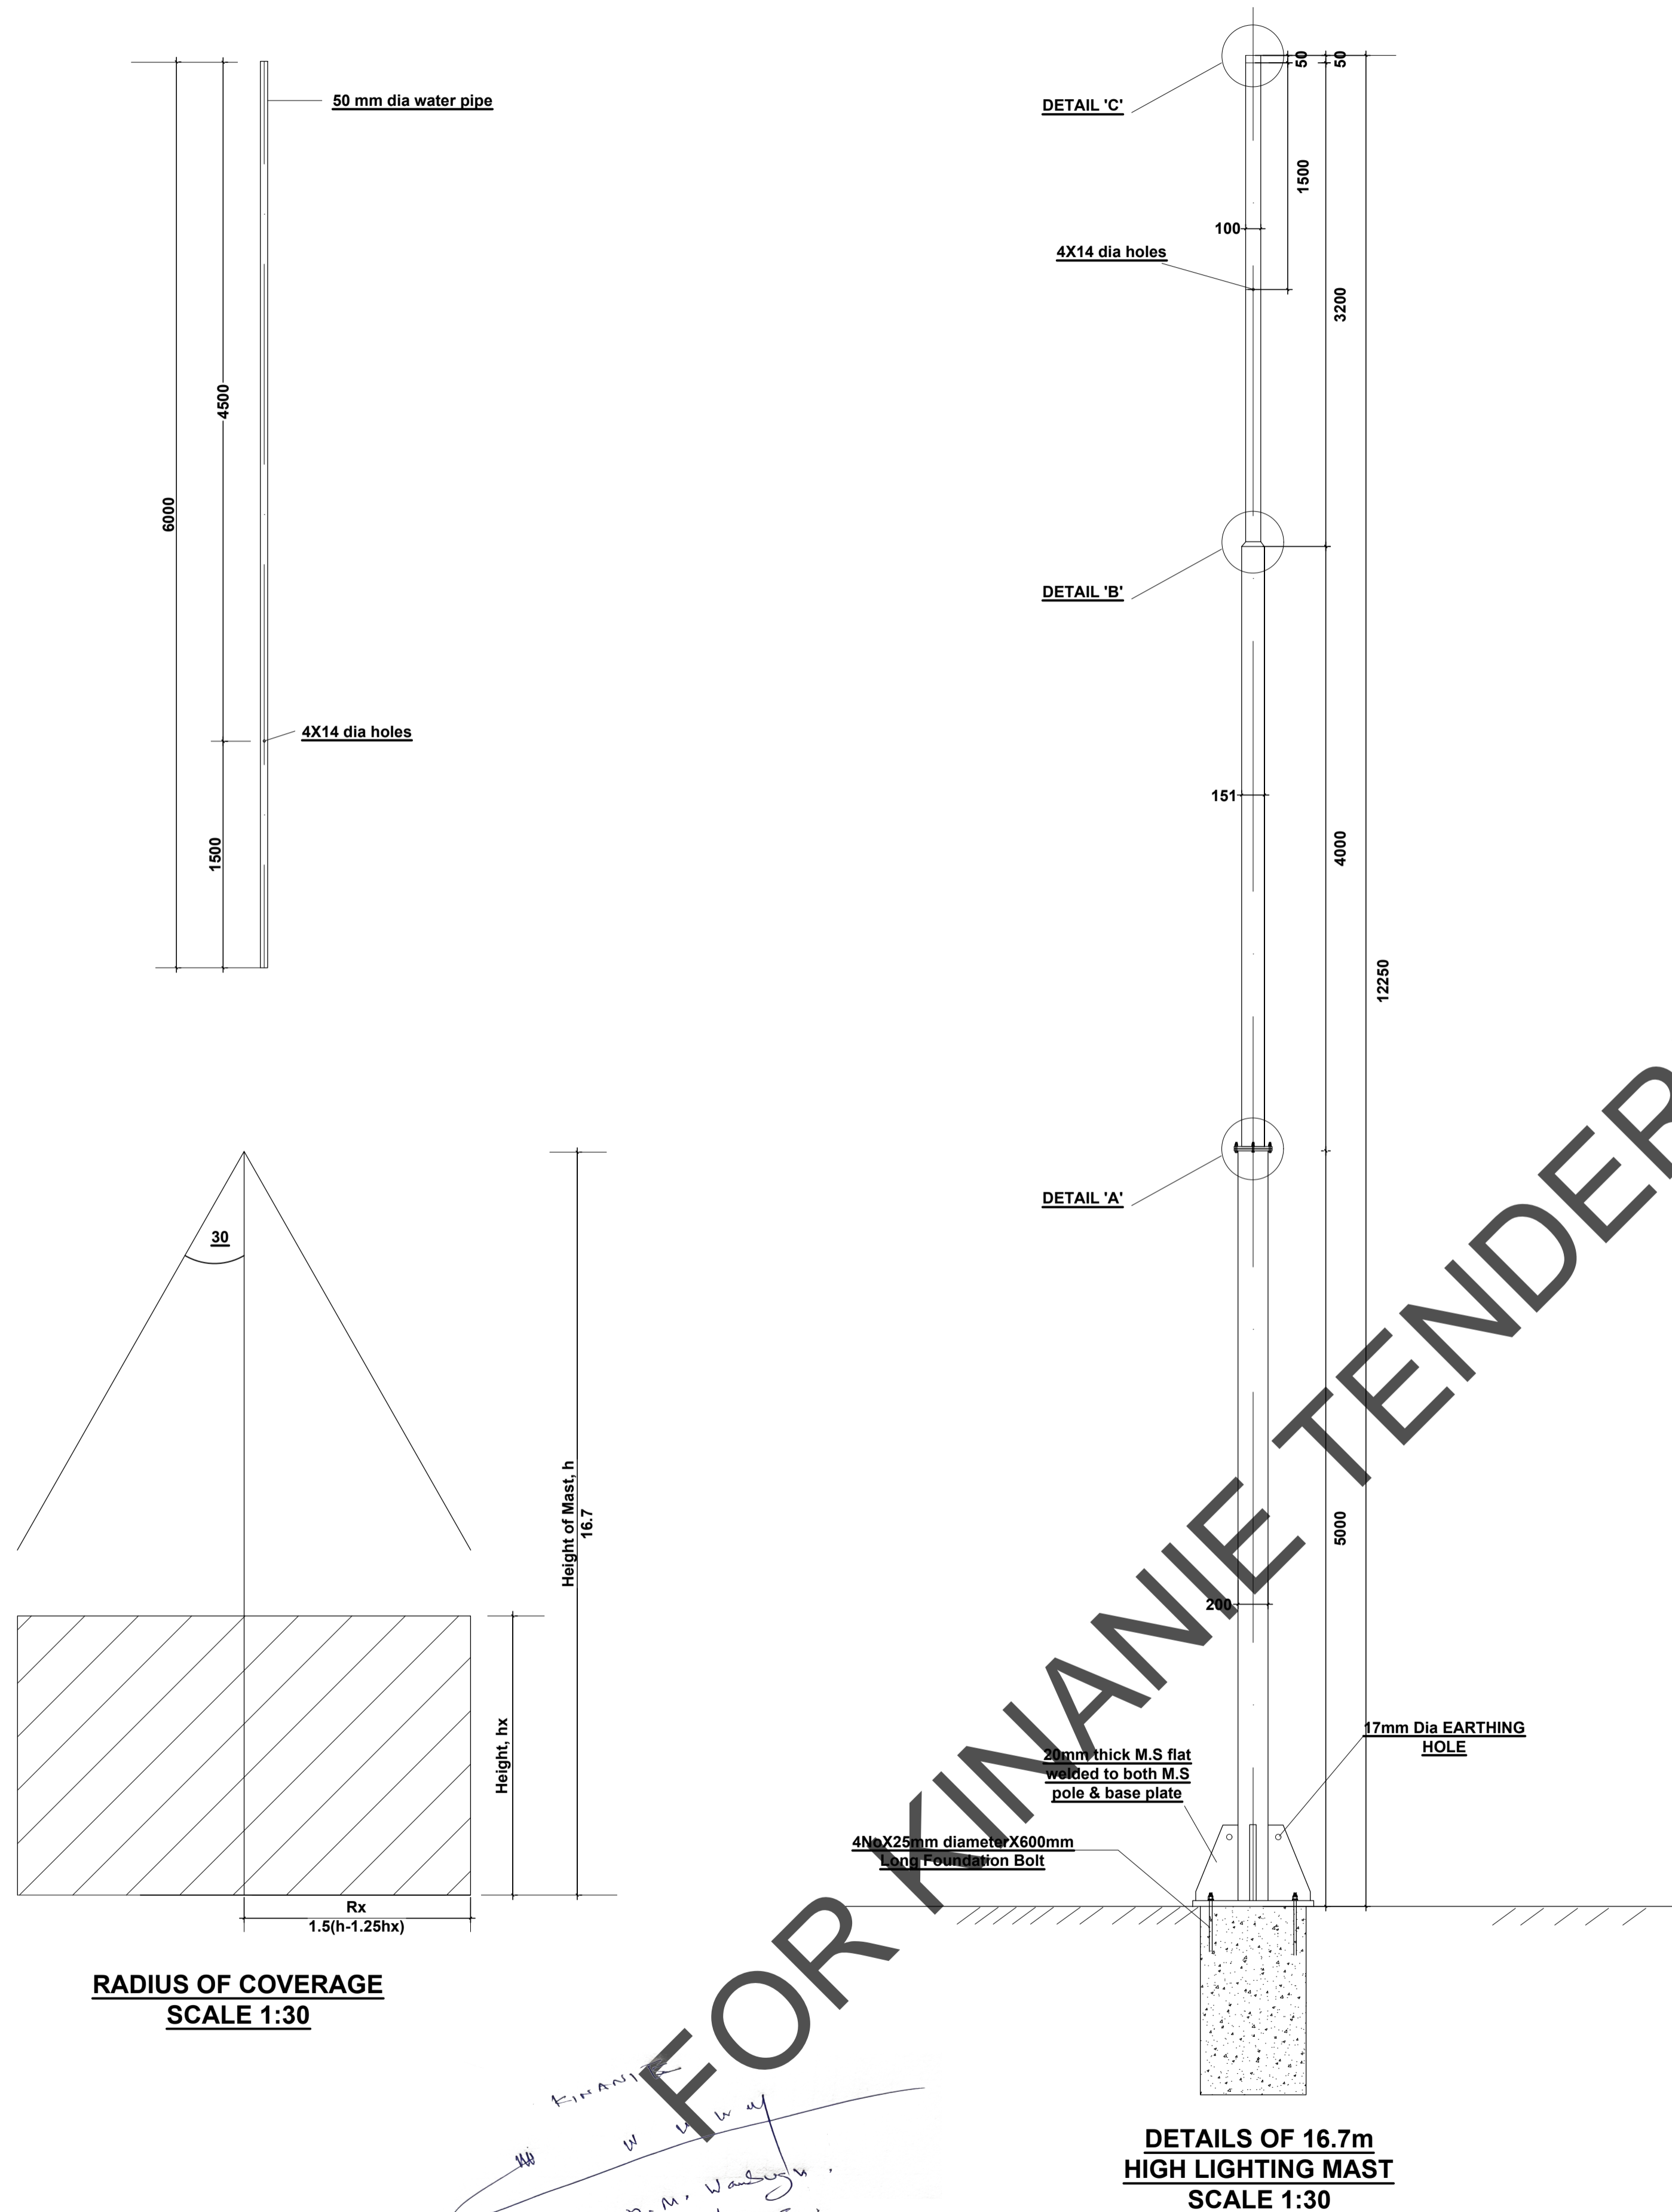 50 mm dia water pipe
6000
4500
4X14 dia holes
1500
50
50
DETAIL 'C'
1500
100
4X14 dia holes
3200
DETAIL 'B'
151
4000
12250
DETAIL 'A'
5000
200
17mm Dia EARTHING
HOLE
20mm thick M.S flat
welded to both M.S
pole & base plate
4NoX25mm diameterX600mm
Long Foundation Bolt
DETAILS OF 16.7m
HIGH LIGHTING MAST
SCALE 1:30
30
Height of Mast, h
16.7
Height, hx
Rx
1.5(h-1.25hx)
RADIUS OF COVERAGE
SCALE 1:30
FOR KINANIE TENDER
KINANIE